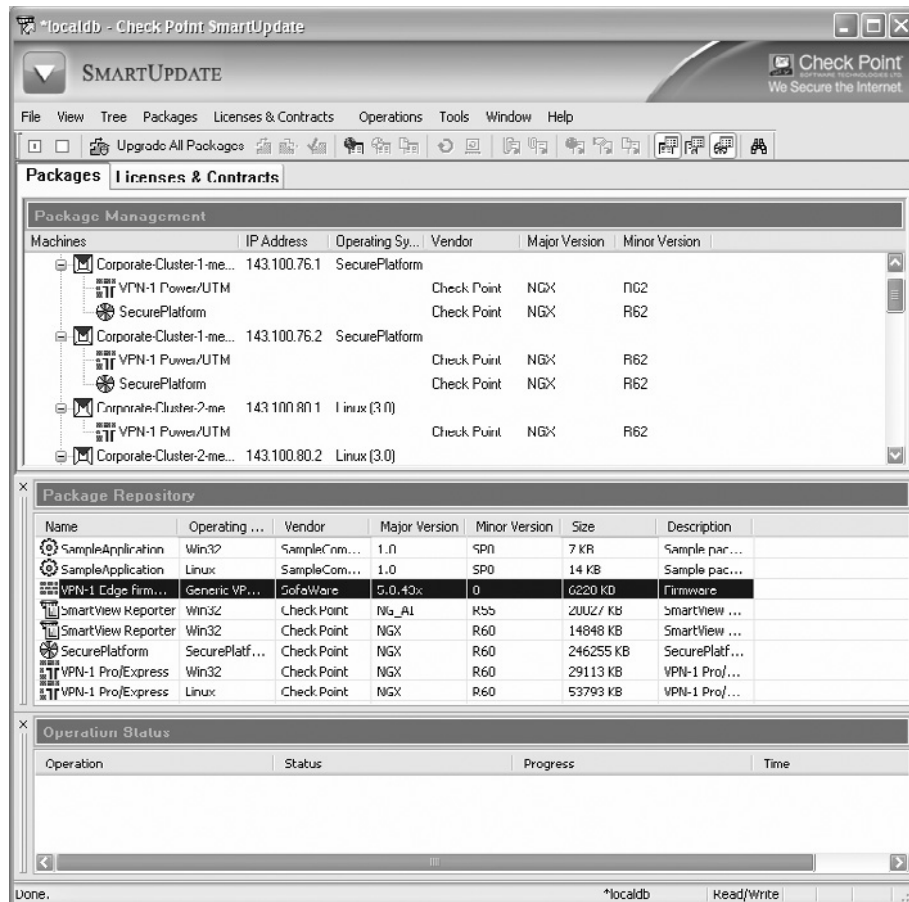 *localdb - Check Point SmartUpdate
SMARTUPDATE
Check Point
SOFTWARE TECHNOLOGIES LTD.
We Secure the Internet.
File View Tree Packages Licenses & Contracts Operations Tools Window Help
Upgrade All Packages
Packages Licenses & Contracts
Package Management
Machines IP Address Operating Sy... Vendor Major Version Minor Version
Corporate-Cluster-1-me... 143.100.76.1 SecurePlatform
VPN-1 Power/UTM Check Point NGX R62
SecurePlatform Check Point NGX R62
Corporate-Cluster-1-me... 143.100.76.2 SecurePlatform
VPN-1 Power/UTM Check Point NGX R62
SecurePlatform Check Point NGX R62
Corporate-Cluster-2-me... 143.100.80.1 Linux (3.0)
VPN-1 Power/UTM Check Point NGX R62
Corporate-Cluster-2-me... 143.100.80.2 Linux (3.0)
Package Repository
Name Operating ... Vendor Major Version Minor Version Size Description
SampleApplication Win32 SampleCom... 1.0 SP0 7 KB Sample pac...
SampleApplication Linux SampleCom... 1.0 SP0 14 KB Sample pac...
VPN-1 Edge firm... Generic VP... SofaWare 5.0.43x 0 6220 KB Firmware
SmartView Reporter Win32 Check Point NG_AI R55 20027 KB SmartView ...
SmartView Reporter Win32 Check Point NGX R60 14848 KB SmartView ...
SecurePlatform SecurePlatf... Check Point NGX R60 246255 KB SecurePlatf...
VPN-1 Pro/Express Win32 Check Point NGX R60 29113 KB VPN-1 Pro/...
VPN-1 Pro/Express Linux Check Point NGX R60 53793 KB VPN-1 Pro/...
Operation Status
Operation Status Progress Time
Done. *localdb Read/Write